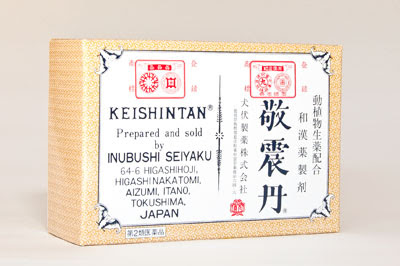 KEISHINTAN®
Prepared and sold
by
INUBUSHI SEIYAKU
64-6 HIGASHIHOJI,
HIGASHI NAKATOMI,
AIZUMI, ITANO,
TOKUSHIMA,
JAPAN
第2類医薬品
動植物生薬配合
和漢薬製剤
敬震丹®
犬伏製薬株式会社